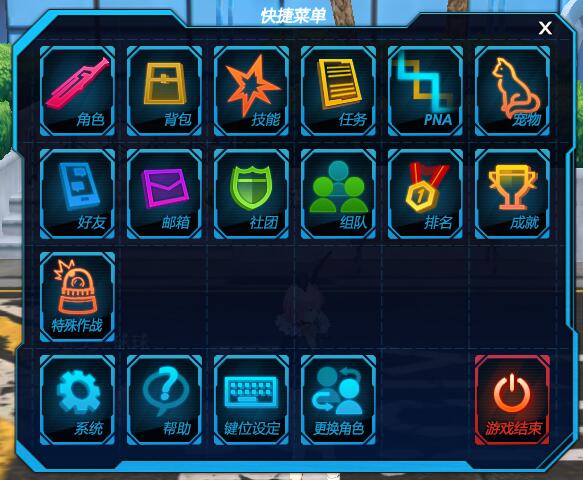 快捷菜单
X
角色
背包
技能
任务
PNA
宠物
好友
邮箱
社团
组队
1
排名
成就
特殊作战
系统
帮助
键位设定
更换角色
游戏结束